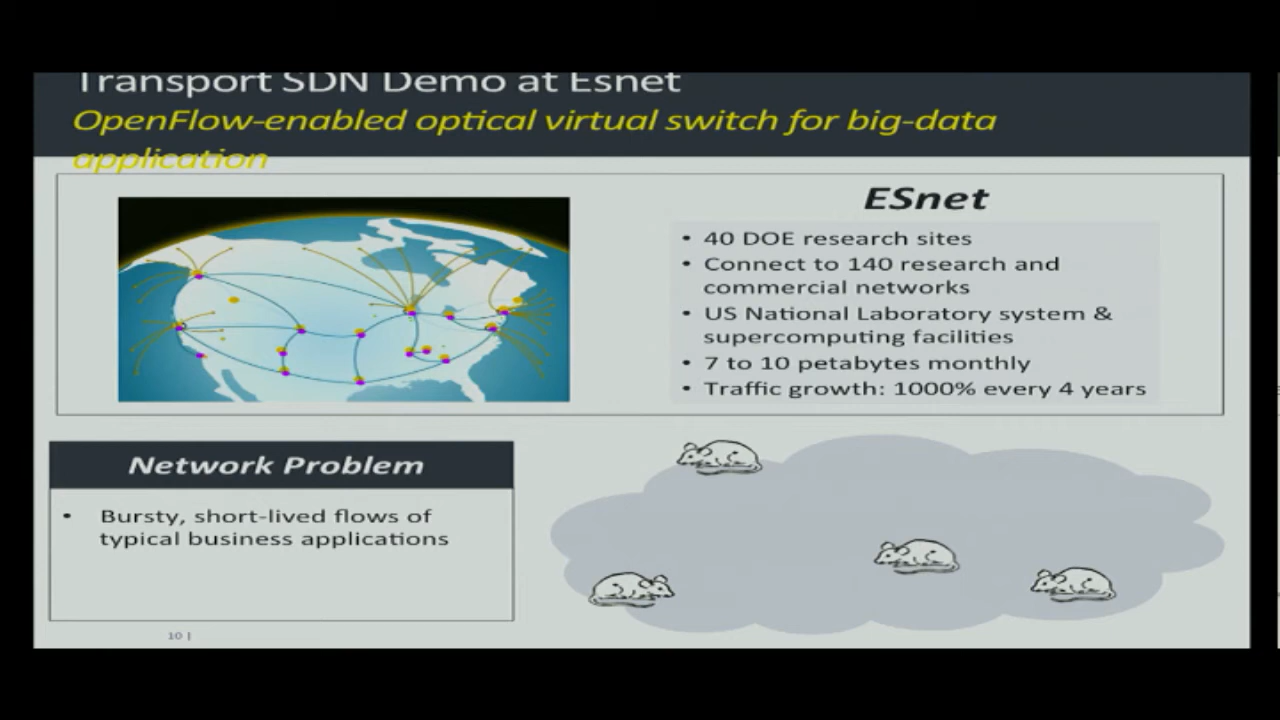 Transport SDN Demo at Esnet
OpenFlow-enabled optical virtual switch for big-data
application
ESnet
• 40 DOE research sites
• Connect to 140 research and
commercial networks
• US National Laboratory system &
supercomputing facilities
• 7 to 10 petabytes monthly
• Traffic growth: 1000% every 4 years
Network Problem
• Bursty, short-lived flows of
typical business applications
10 |